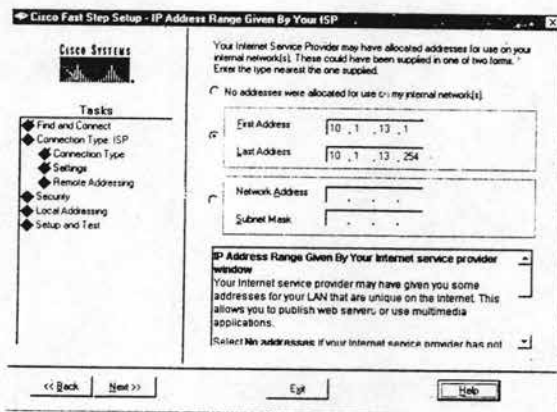 Cisco Fast Step Setup - IP Address Range Given By Your ISP
CISCO SYSTEMS
Tasks
Find and Connect
Connection Type: ISP
Connection Type
Settings
Remote Addressing
Security
Local Addressing
Setup and Test
Your Internet Service Provider may have allocated addresses for use on your
internal network(s). These could have been supplied in one of two forms.
Enter the type nearest the one supplied.
No addresses were allocated for use on my internal network(s).
First Address 10 . 1 . 13 . 1
Last Address 10 . 1 . 13 . 254
Network Address . . .
Subnet Mask . . .
IP Address Range Given By Your Internet service provider
window
Your Internet service provider may have given you some
addresses for your LAN that are unique on the Internet. This
allows you to publish web servers or use multimedia
applications.
Select No addresses if your Internet service provider has not
<< Back
Next >>
Exit
Help